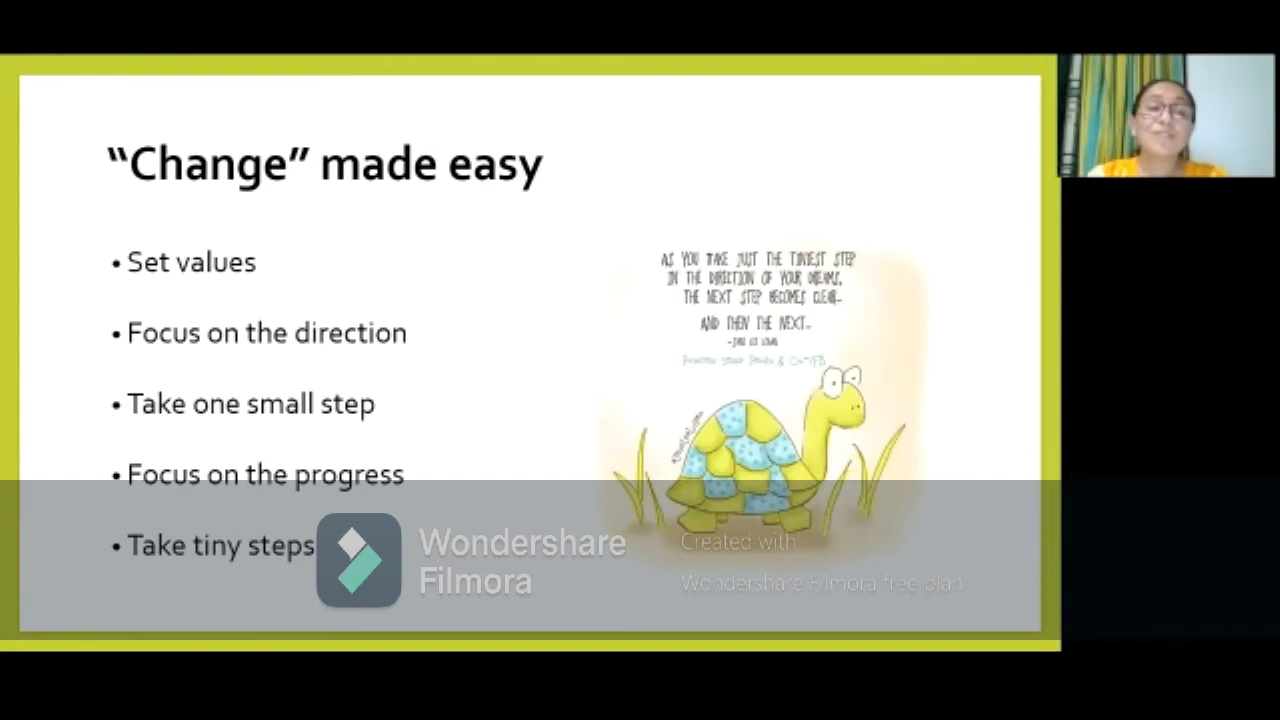 “Change” made easy
• Set values
• Focus on the direction
• Take one small step
• Focus on the progress
• Take tiny steps
AS YOU TAKE JUST THE TINIEST STEP
IN THE DIRECTION OF YOUR DREAMS,
THE NEXT STEP BECOMES CLEAR...
AND THEN THE NEXT...
Wondershare
Filmora
Created with
Wondershare Filmora free plan